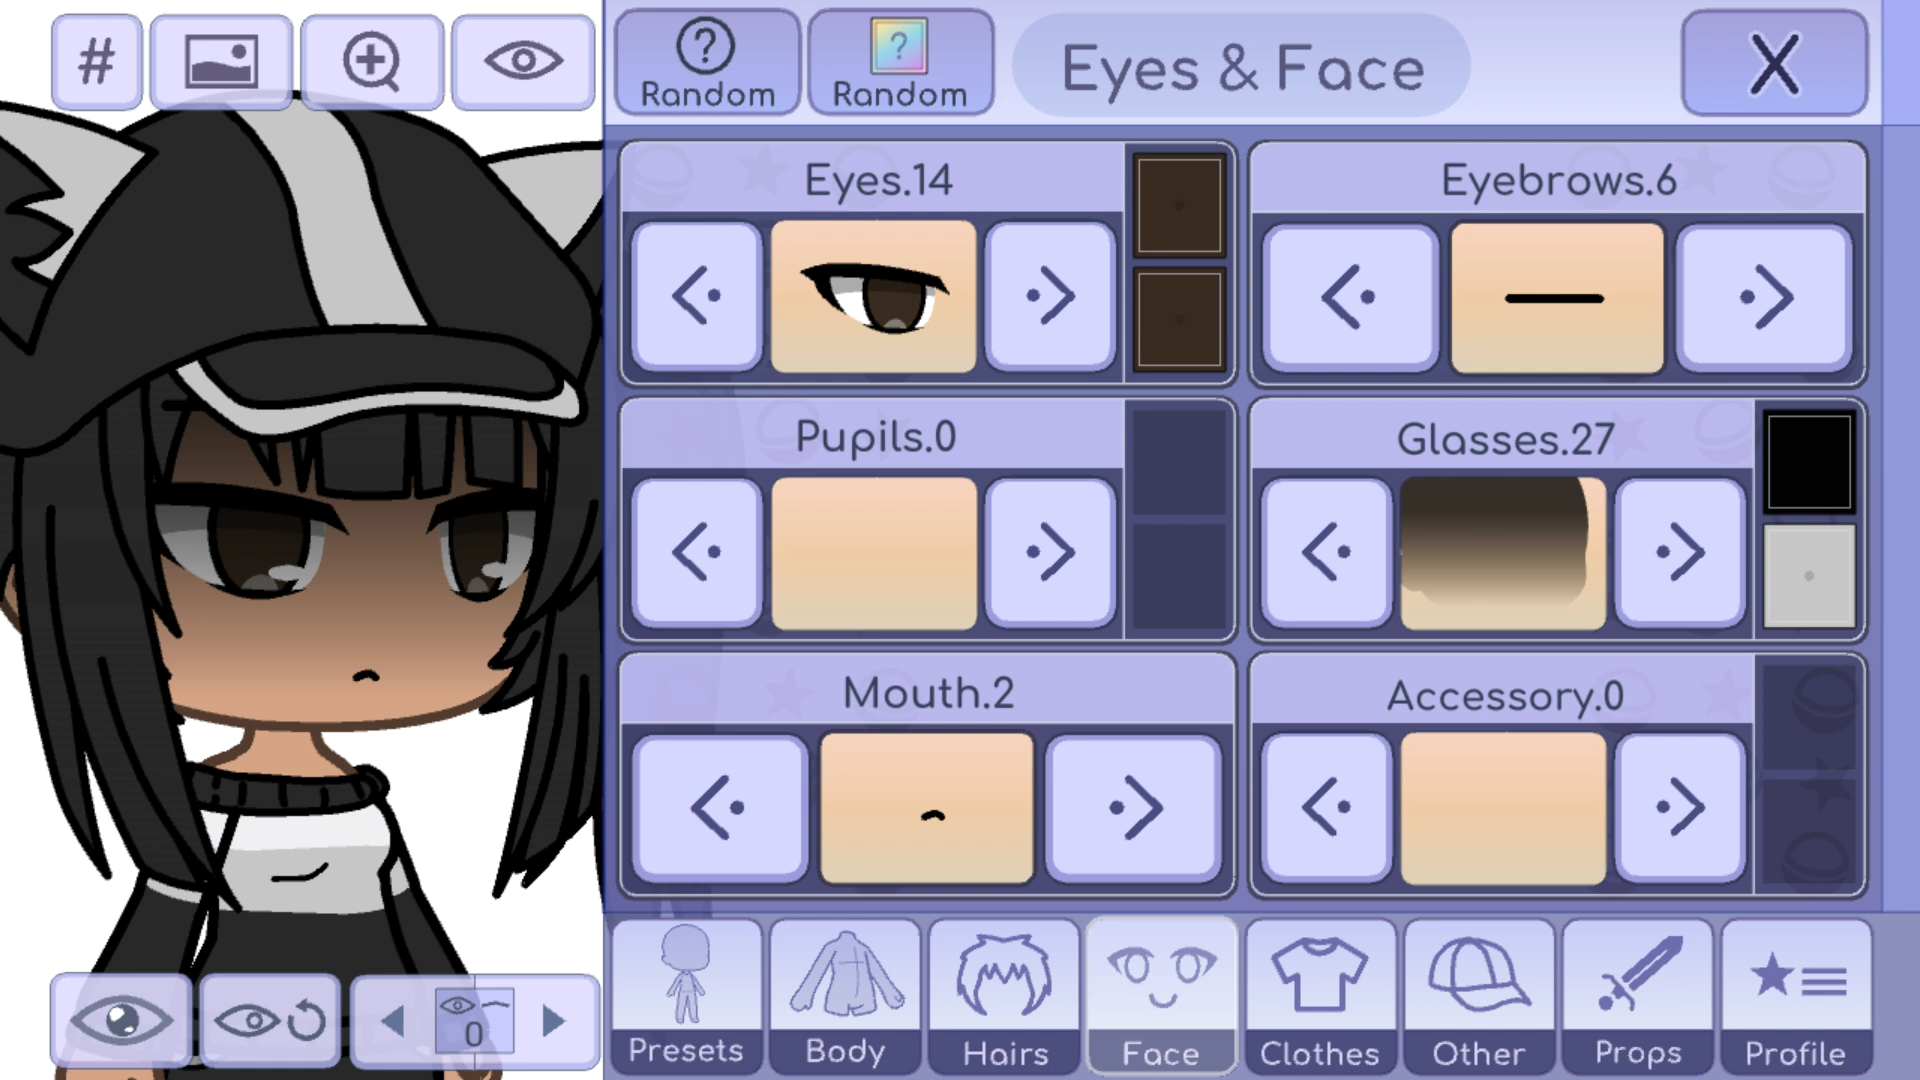 #
? Random
? Random
Eyes & Face
X
Eyes.14
Eyebrows.6
Pupils.0
Glasses.27
Mouth.2
Accessory.0
0
Presets
Body
Hairs
Face
Clothes
Other
Props
Profile